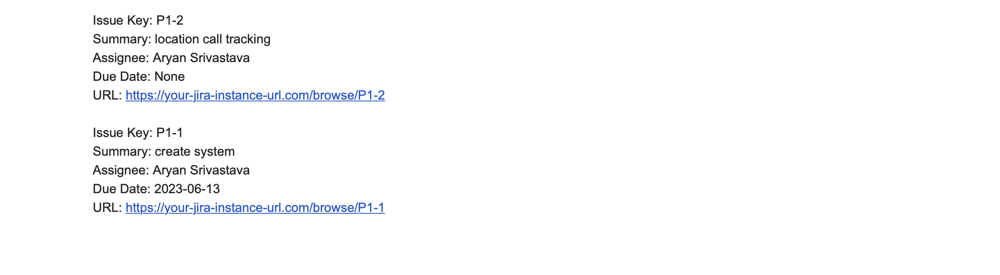 Issue Key: P1-2
Summary: location call tracking
Assignee: Aryan Srivastava
Due Date: None
URL: https://your-jira-instance-url.com/browse/P1-2
Issue Key: P1-1
Summary: create system
Assignee: Aryan Srivastava
Due Date: 2023-06-13
URL: https://your-jira-instance-url.com/browse/P1-1